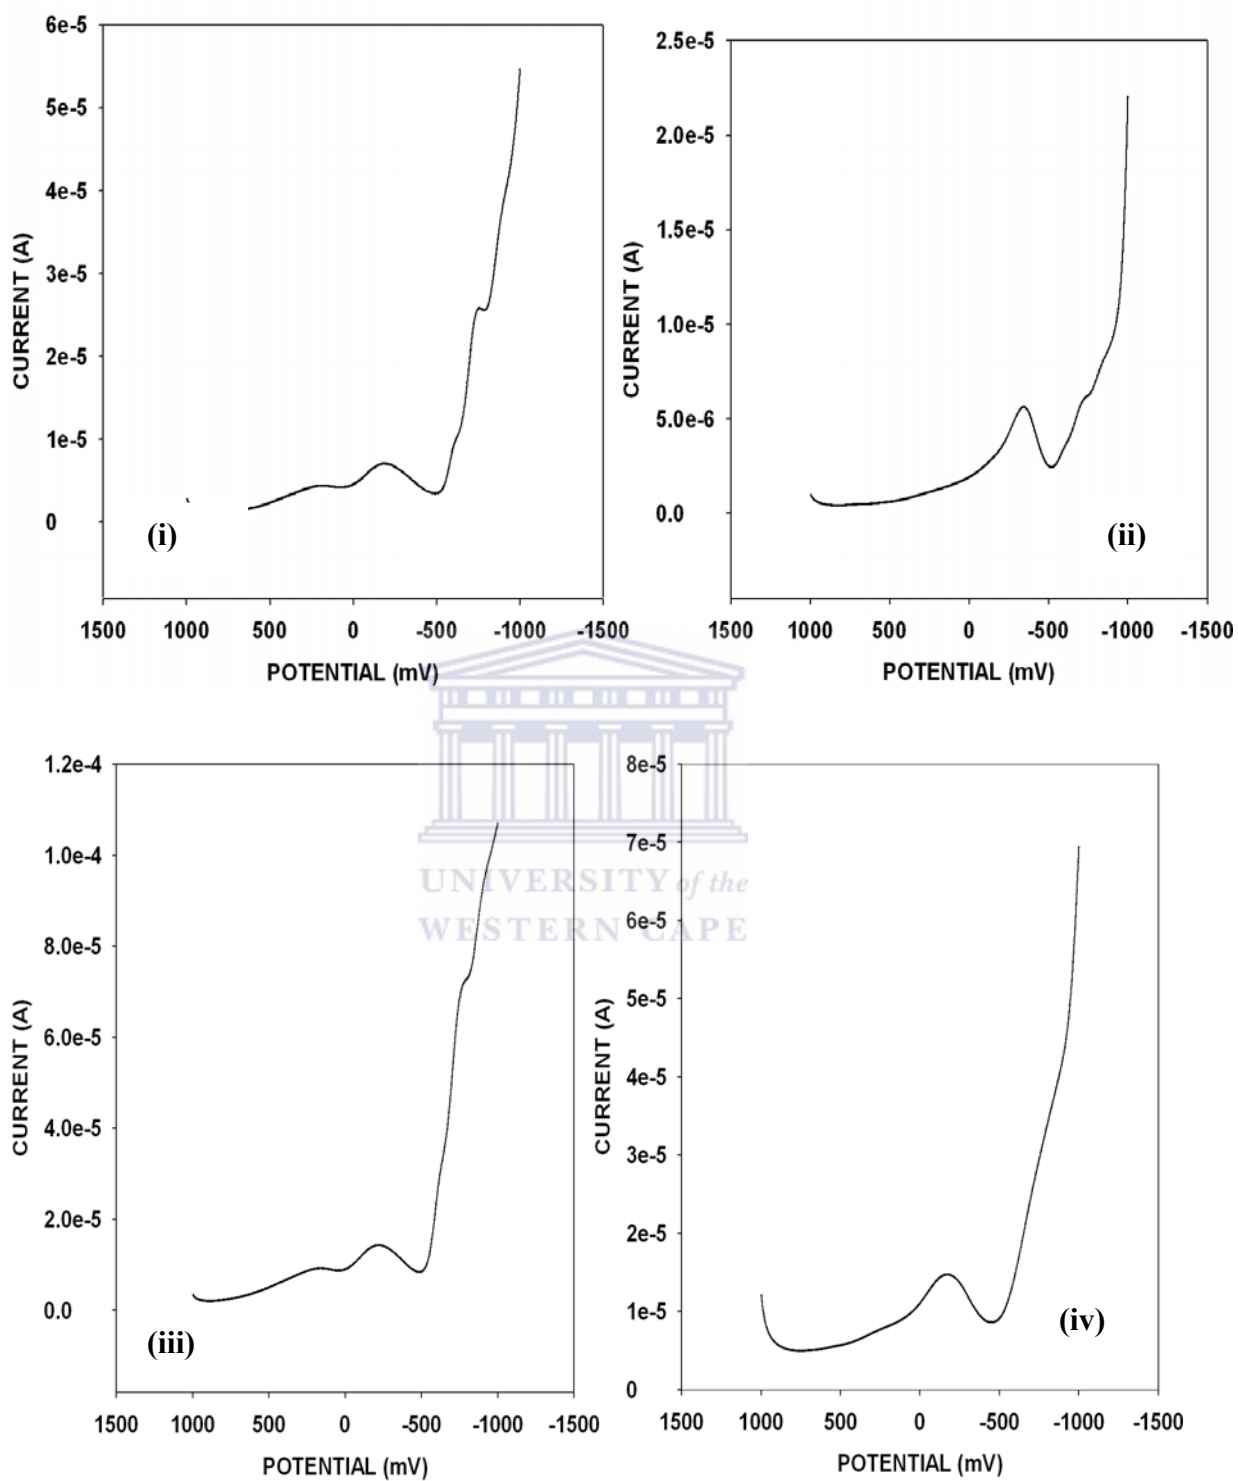 6e-5
5e-5
4e-5
3e-5
2e-5
1e-5
0
CURRENT (A)
(i)
1500 1000 500 0 -500 -1000 -1500
POTENTIAL (mV)
2.5e-5
2.0e-5
1.5e-5
1.0e-5
5.0e-6
0.0
CURRENT (A)
(ii)
1500 1000 500 0 -500 -1000 -1500
POTENTIAL (mV)
UNIVERSITY of the
WESTERN CAPE
1.2e-4
1.0e-4
8.0e-5
6.0e-5
4.0e-5
2.0e-5
0.0
CURRENT (A)
(iii)
1500 1000 500 0 -500 -1000 -1500
POTENTIAL (mV)
8e-5
7e-5
6e-5
5e-5
4e-5
3e-5
2e-5
1e-5
0
CURRENT (A)
(iv)
1500 1000 500 0 -500 -1000 -1500
POTENTIAL (mV)